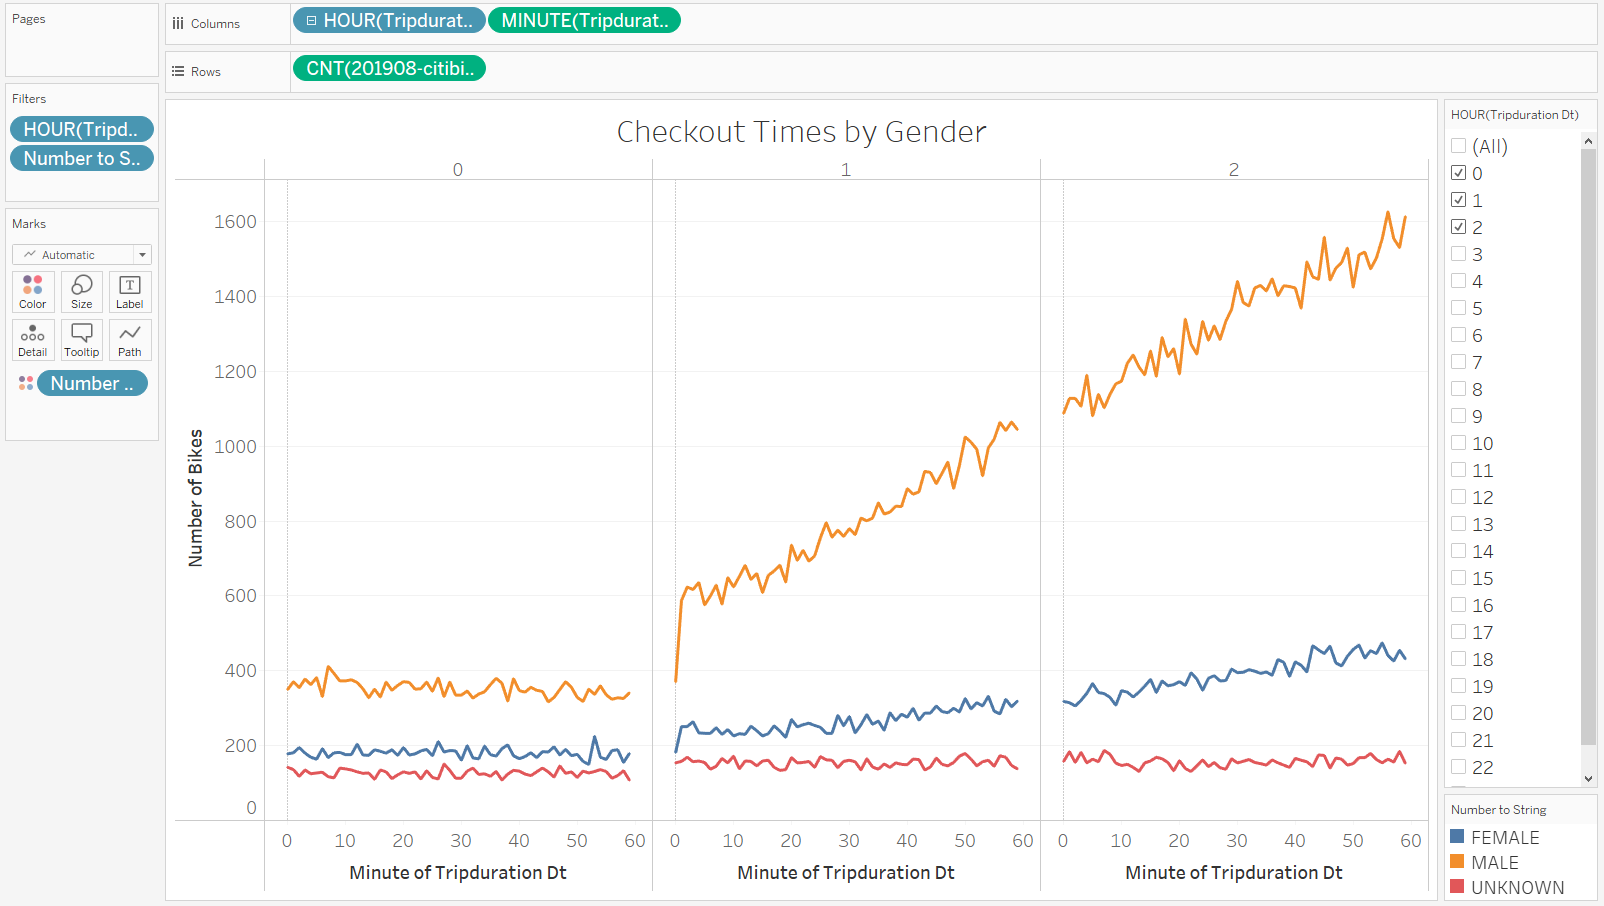 Pages
Columns
HOUR(Tripdurat..
MINUTE(Tripdurat..
Rows
CNT(201908-citibi..
Filters
HOUR(Tripd..
Number to S..
Marks
Automatic
Color
Size
Label
Detail
Tooltip
Path
Number ..
Checkout Times by Gender
0
1
2
Number of Bikes
1600
1400
1200
1000
800
600
400
200
0
0 10 20 30 40 50 60
0 10 20 30 40 50 60
0 10 20 30 40 50 60
Minute of Tripduration Dt
Minute of Tripduration Dt
Minute of Tripduration Dt
HOUR(Tripduration Dt)
(All)
0
1
2
3
4
5
6
7
8
9
10
11
12
13
14
15
16
17
18
19
20
21
22
Number to String
FEMALE
MALE
UNKNOWN